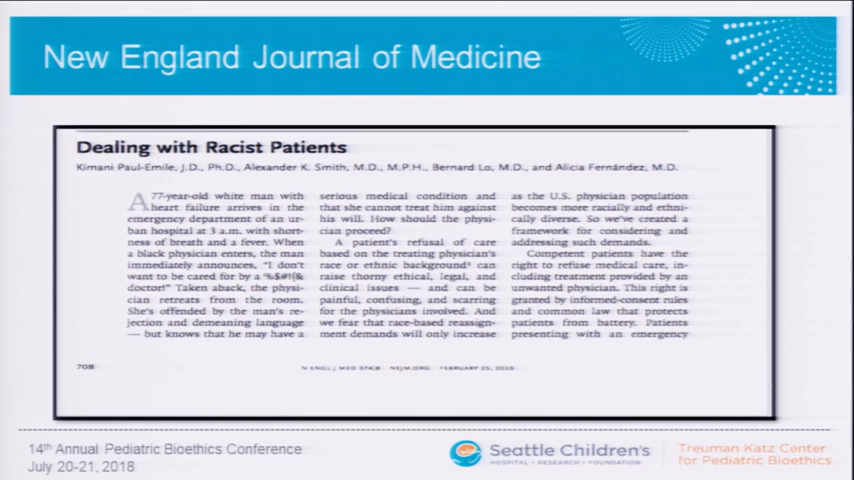 New England Journal of Medicine
Dealing with Racist Patients
Kimani Paul-Emile, J.D., Ph.D., Alexander K. Smith, M.D., M.P.H., Bernard Lo, M.D., and Alicia Fernández, M.D.
A 77-year-old white man with
heart failure arrives in the
emergency department of an ur-
ban hospital at 3 a.m. with short-
ness of breath and a fever. When
a black physician enters, the man
immediately announces, "I don't
want to be cared for by a %$#!{&
doctor!" Taken aback, the physi-
cian retreats from the room.
She's offended by the man's re-
jection and demeaning language
— but knows that he may have a
serious medical condition and
that she cannot treat him against
his will. How should the physi-
cian proceed?
A patient's refusal of care
based on the treating physician's
race or ethnic background¹ can
raise thorny ethical, legal, and
clinical issues — and can be
painful, confusing, and scarring
for the physicians involved. And
we fear that race-based reassign-
ment demands will only increase
as the U.S. physician population
becomes more racially and ethni-
cally diverse. So we've created a
framework for considering and
addressing such demands.
Competent patients have the
right to refuse medical care, in-
cluding treatment provided by an
unwanted physician. This right is
granted by informed-consent rules
and common law that protects
patients from battery. Patients
presenting with an emergency
708
N ENGL J MED 374;8 NEJM.ORG FEBRUARY 25, 2016
14th Annual Pediatric Bioethics Conference
July 20-21, 2018
Seattle Children's
HOSPITAL • RESEARCH • FOUNDATION
Treuman Katz Center
for Pediatric Bioethics